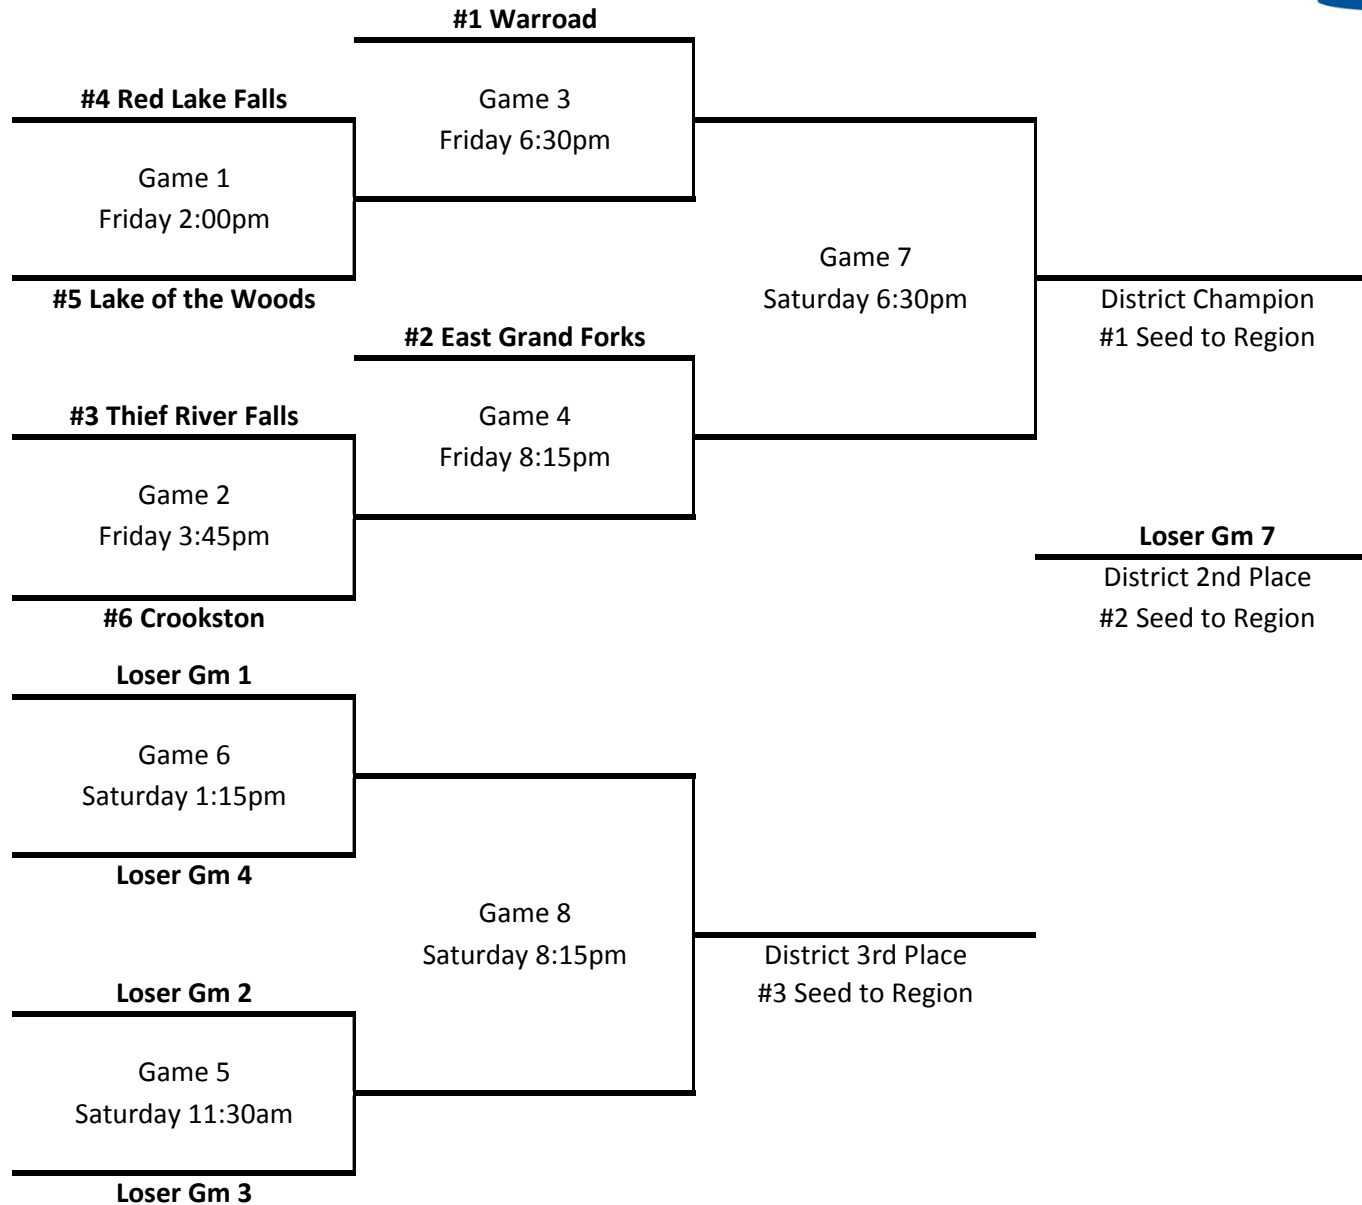 #1 Warroad
#4 Red Lake Falls
Game 3
Friday 6:30pm
Game 1
Friday 2:00pm
#5 Lake of the Woods
Game 7
Saturday 6:30pm
District Champion
#1 Seed to Region
#2 East Grand Forks
#3 Thief River Falls
Game 4
Friday 8:15pm
Game 2
Friday 3:45pm
#6 Crookston
Loser Gm 7
District 2nd Place
#2 Seed to Region
Loser Gm 1
Game 6
Saturday 1:15pm
Loser Gm 4
Game 8
Saturday 8:15pm
District 3rd Place
#3 Seed to Region
Loser Gm 2
Game 5
Saturday 11:30am
Loser Gm 3